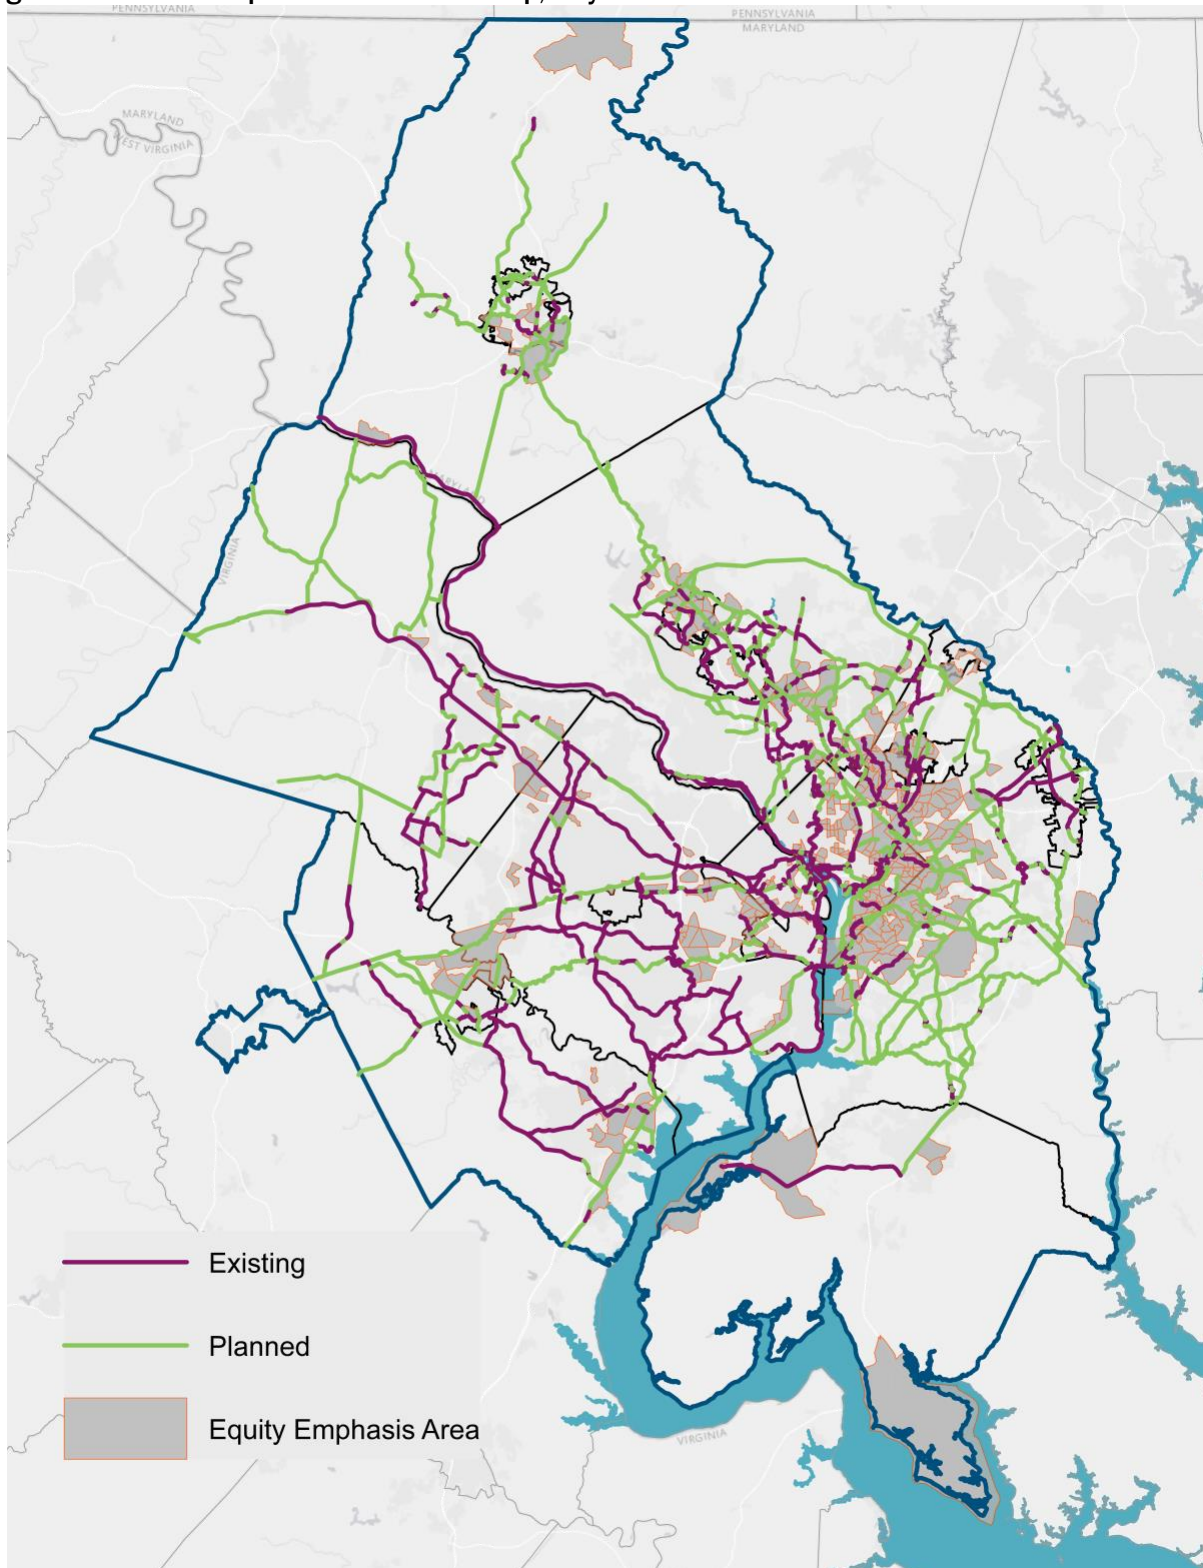 PENNSYLVANIA
PENNSYLVANIA
MARYLAND
MARYLAND
WEST VIRGINIA
MARYLAND
VIRGINIA
VIRGINIA
Existing
Planned
Equity Emphasis Area